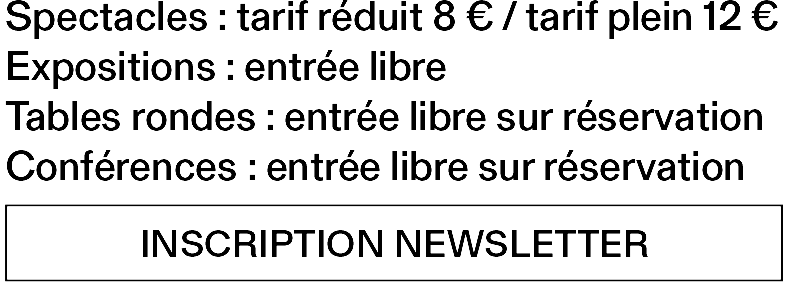 Spectacles : tarif réduit 8 € / tarif plein 12 €
Expositions : entrée libre
Tables rondes : entrée libre sur réservation
Conférences : entrée libre sur réservation
INSCRIPTION NEWSLETTER